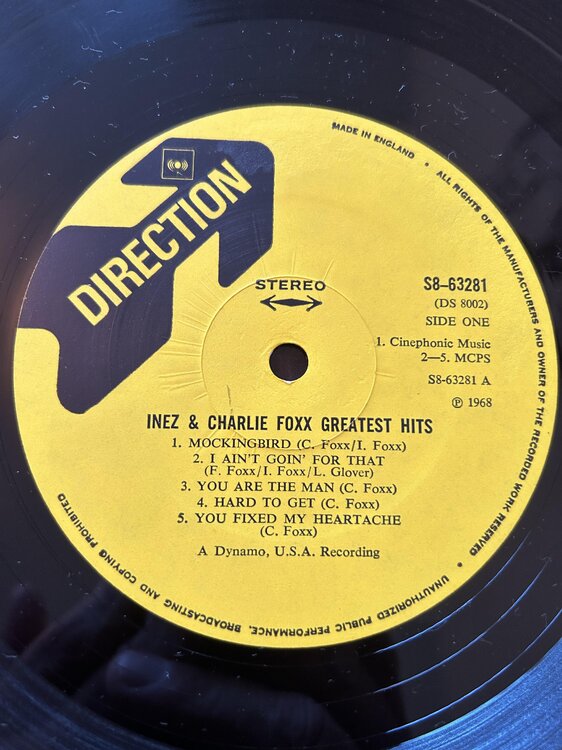 DIRECTION
MADE IN ENGLAND • ALL RIGHTS OF THE MANUFACTURERS AND OWNER OF THE RECORDED WORK RESERVED • UNAUTHORIZED PUBLIC PERFORMANCE, BROADCASTING AND COPYING PROHIBITED
STEREO
S8–63281
(DS 8002)
SIDE ONE
1. Cinephonic Music
2—5. MCPS
S8-63281 A
℗ 1968
INEZ & CHARLIE FOXX GREATEST HITS
1. MOCKINGBIRD (C. Foxx/I. Foxx)
2. I AIN'T GOIN' FOR THAT
(F. Foxx/I. Foxx/L. Glover)
3. YOU ARE THE MAN (C. Foxx)
4. HARD TO GET (C. Foxx)
5. YOU FIXED MY HEARTACHE
(C. Foxx)
A Dynamo, U.S.A. Recording